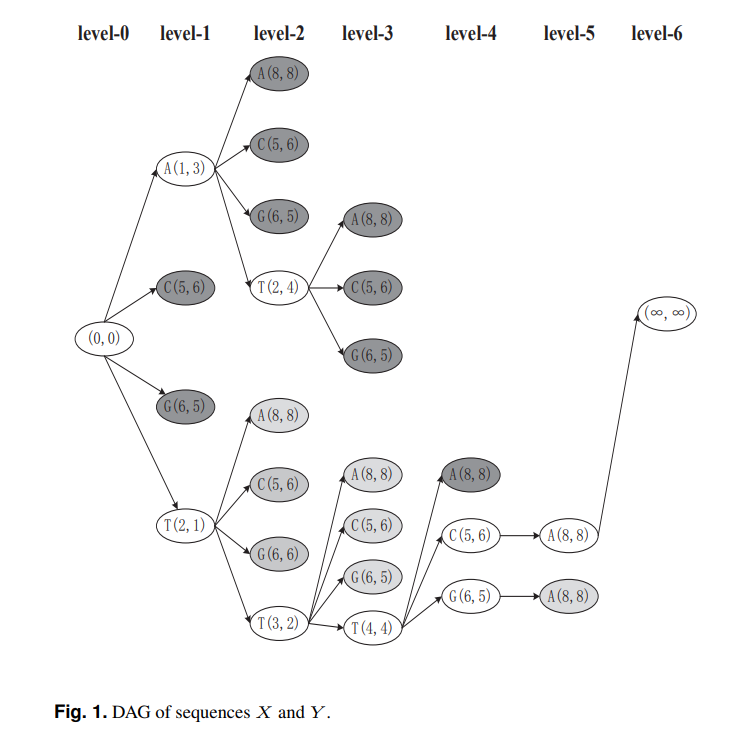 level-0 level-1 level-2 level-3 level-4 level-5 level-6
A(8,8)
C(5,6)
A(1,3)
G(6,5)
A(8,8)
C(5,6)
T(2,4)
C(5,6)
(∞,∞)
(0,0)
G(6,5)
G(6,5)
A(8,8)
A(8,8)
A(8,8)
C(5,6)
T(2,1)
C(5,6)
C(5,6)
A(8,8)
G(6,6)
G(6,5)
G(6,5)
A(8,8)
T(3,2)
T(4,4)
Fig. 1. DAG of sequences X and Y.